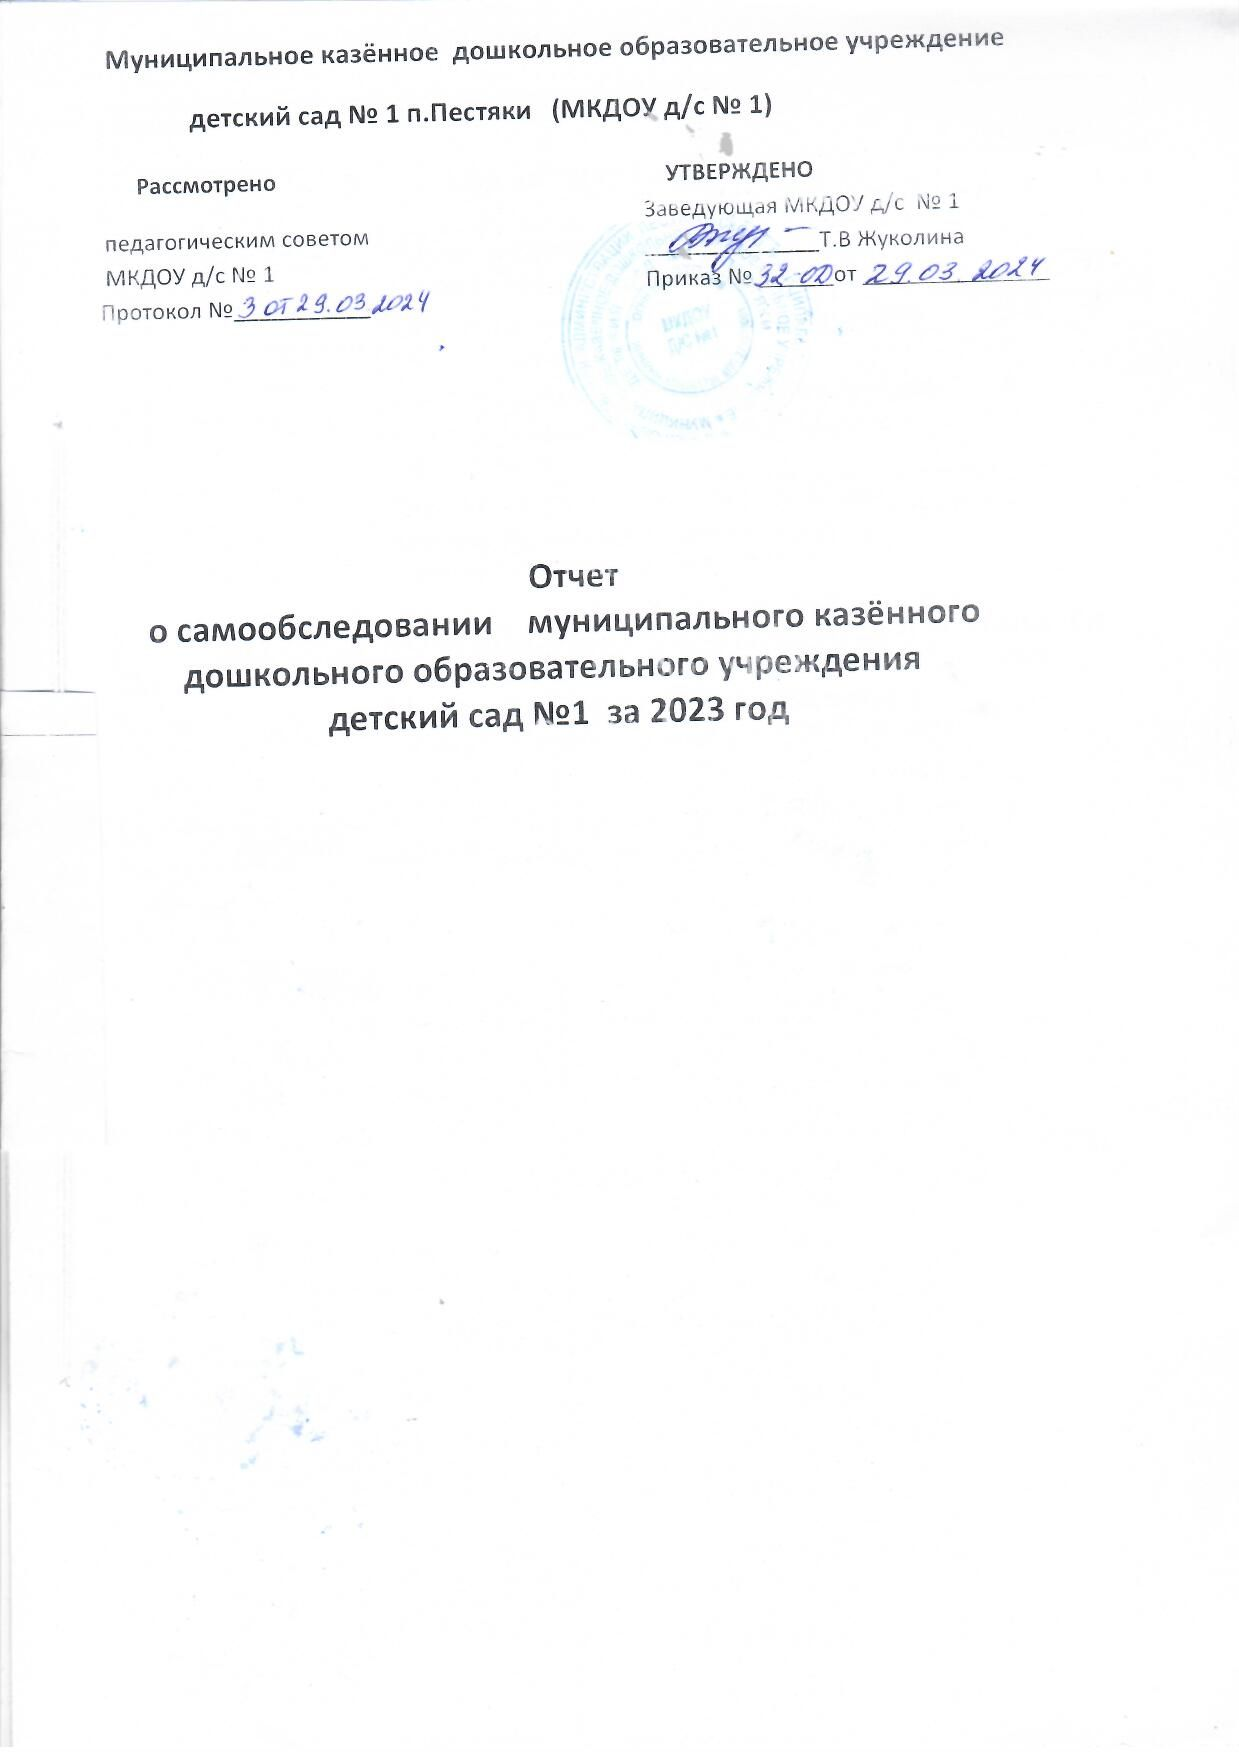 Муниципальное казённое дошкольное образовательное учреждение
детский сад № 1 п.Пестяки (МКДОУ д/с № 1)
Рассмотрено
педагогическим советом
МКДОУ д/с № 1
Протокол № 3 от 29.03 2024
УТВЕРЖДЕНО
Заведующая МКДОУ д/с № 1
Т.В Жуколина
Приказ № 32-ОД от 29.03.2024
МКДОУ
Д/С №1
Отчет
о самообследовании муниципального казённого
дошкольного образовательного учреждения
детский сад №1 за 2023 год